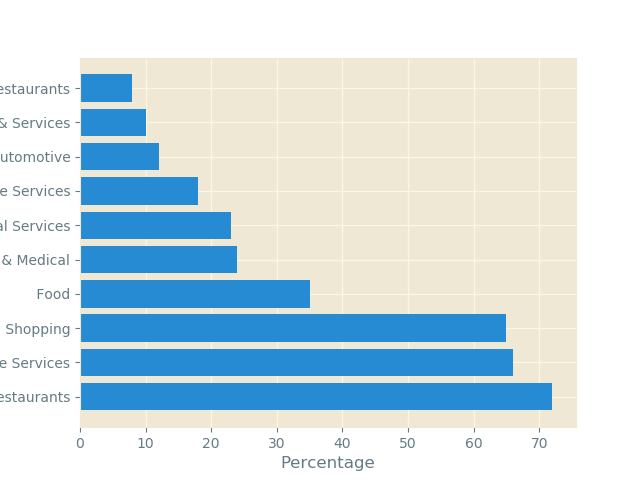 estaurants
& Services
utomotive
e Services
al Services
& Medical
Food
Shopping
e Services
estaurants
0 10 20 30 40 50 60 70
Percentage